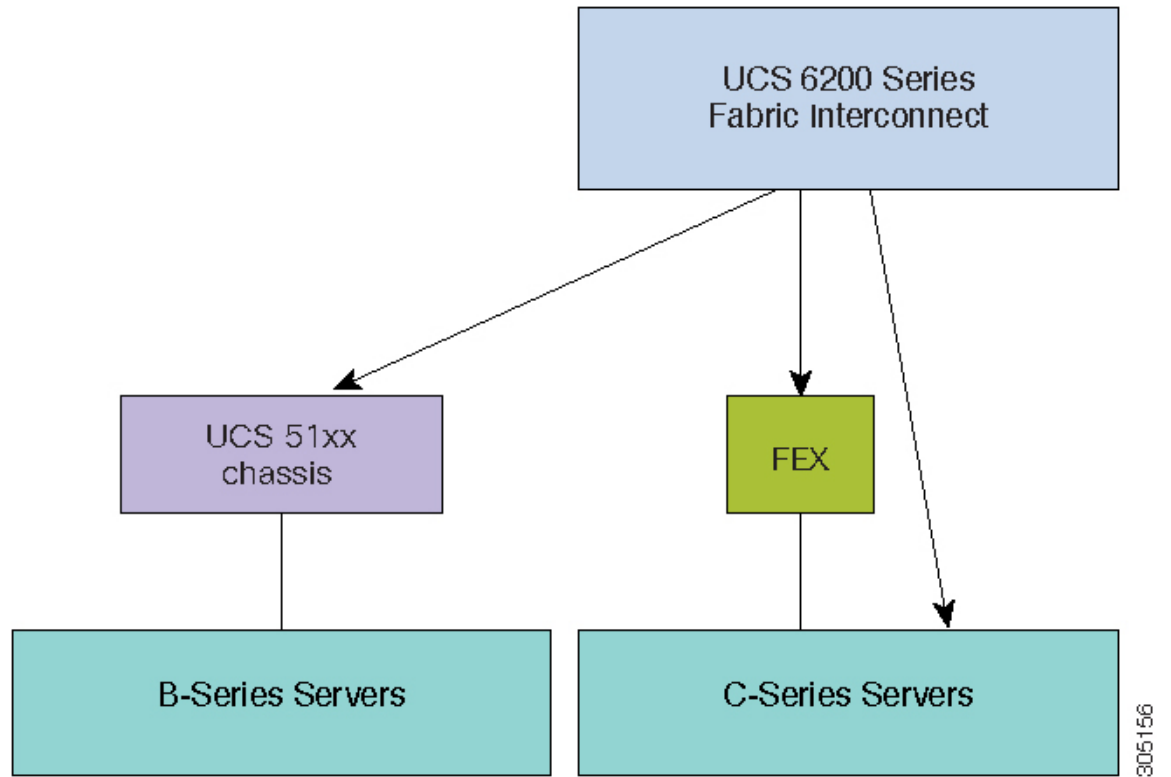 UCS 6200 Series
Fabric Interconnect
UCS 51xx
chassis
FEX
B-Series Servers
C-Series Servers
305156